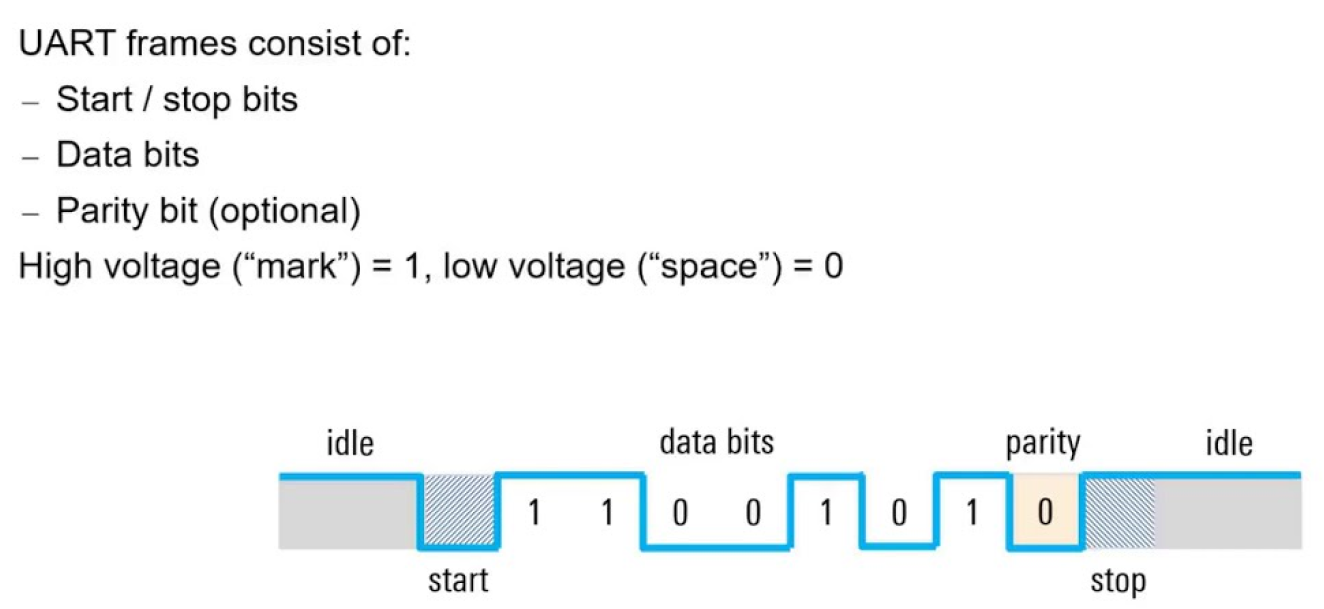 UART frames consist of:
– Start / stop bits
– Data bits
– Parity bit (optional)
High voltage (“mark”) = 1, low voltage (“space”) = 0
idle data bits parity idle
1 1 0 0 1 0 1 0
start stop